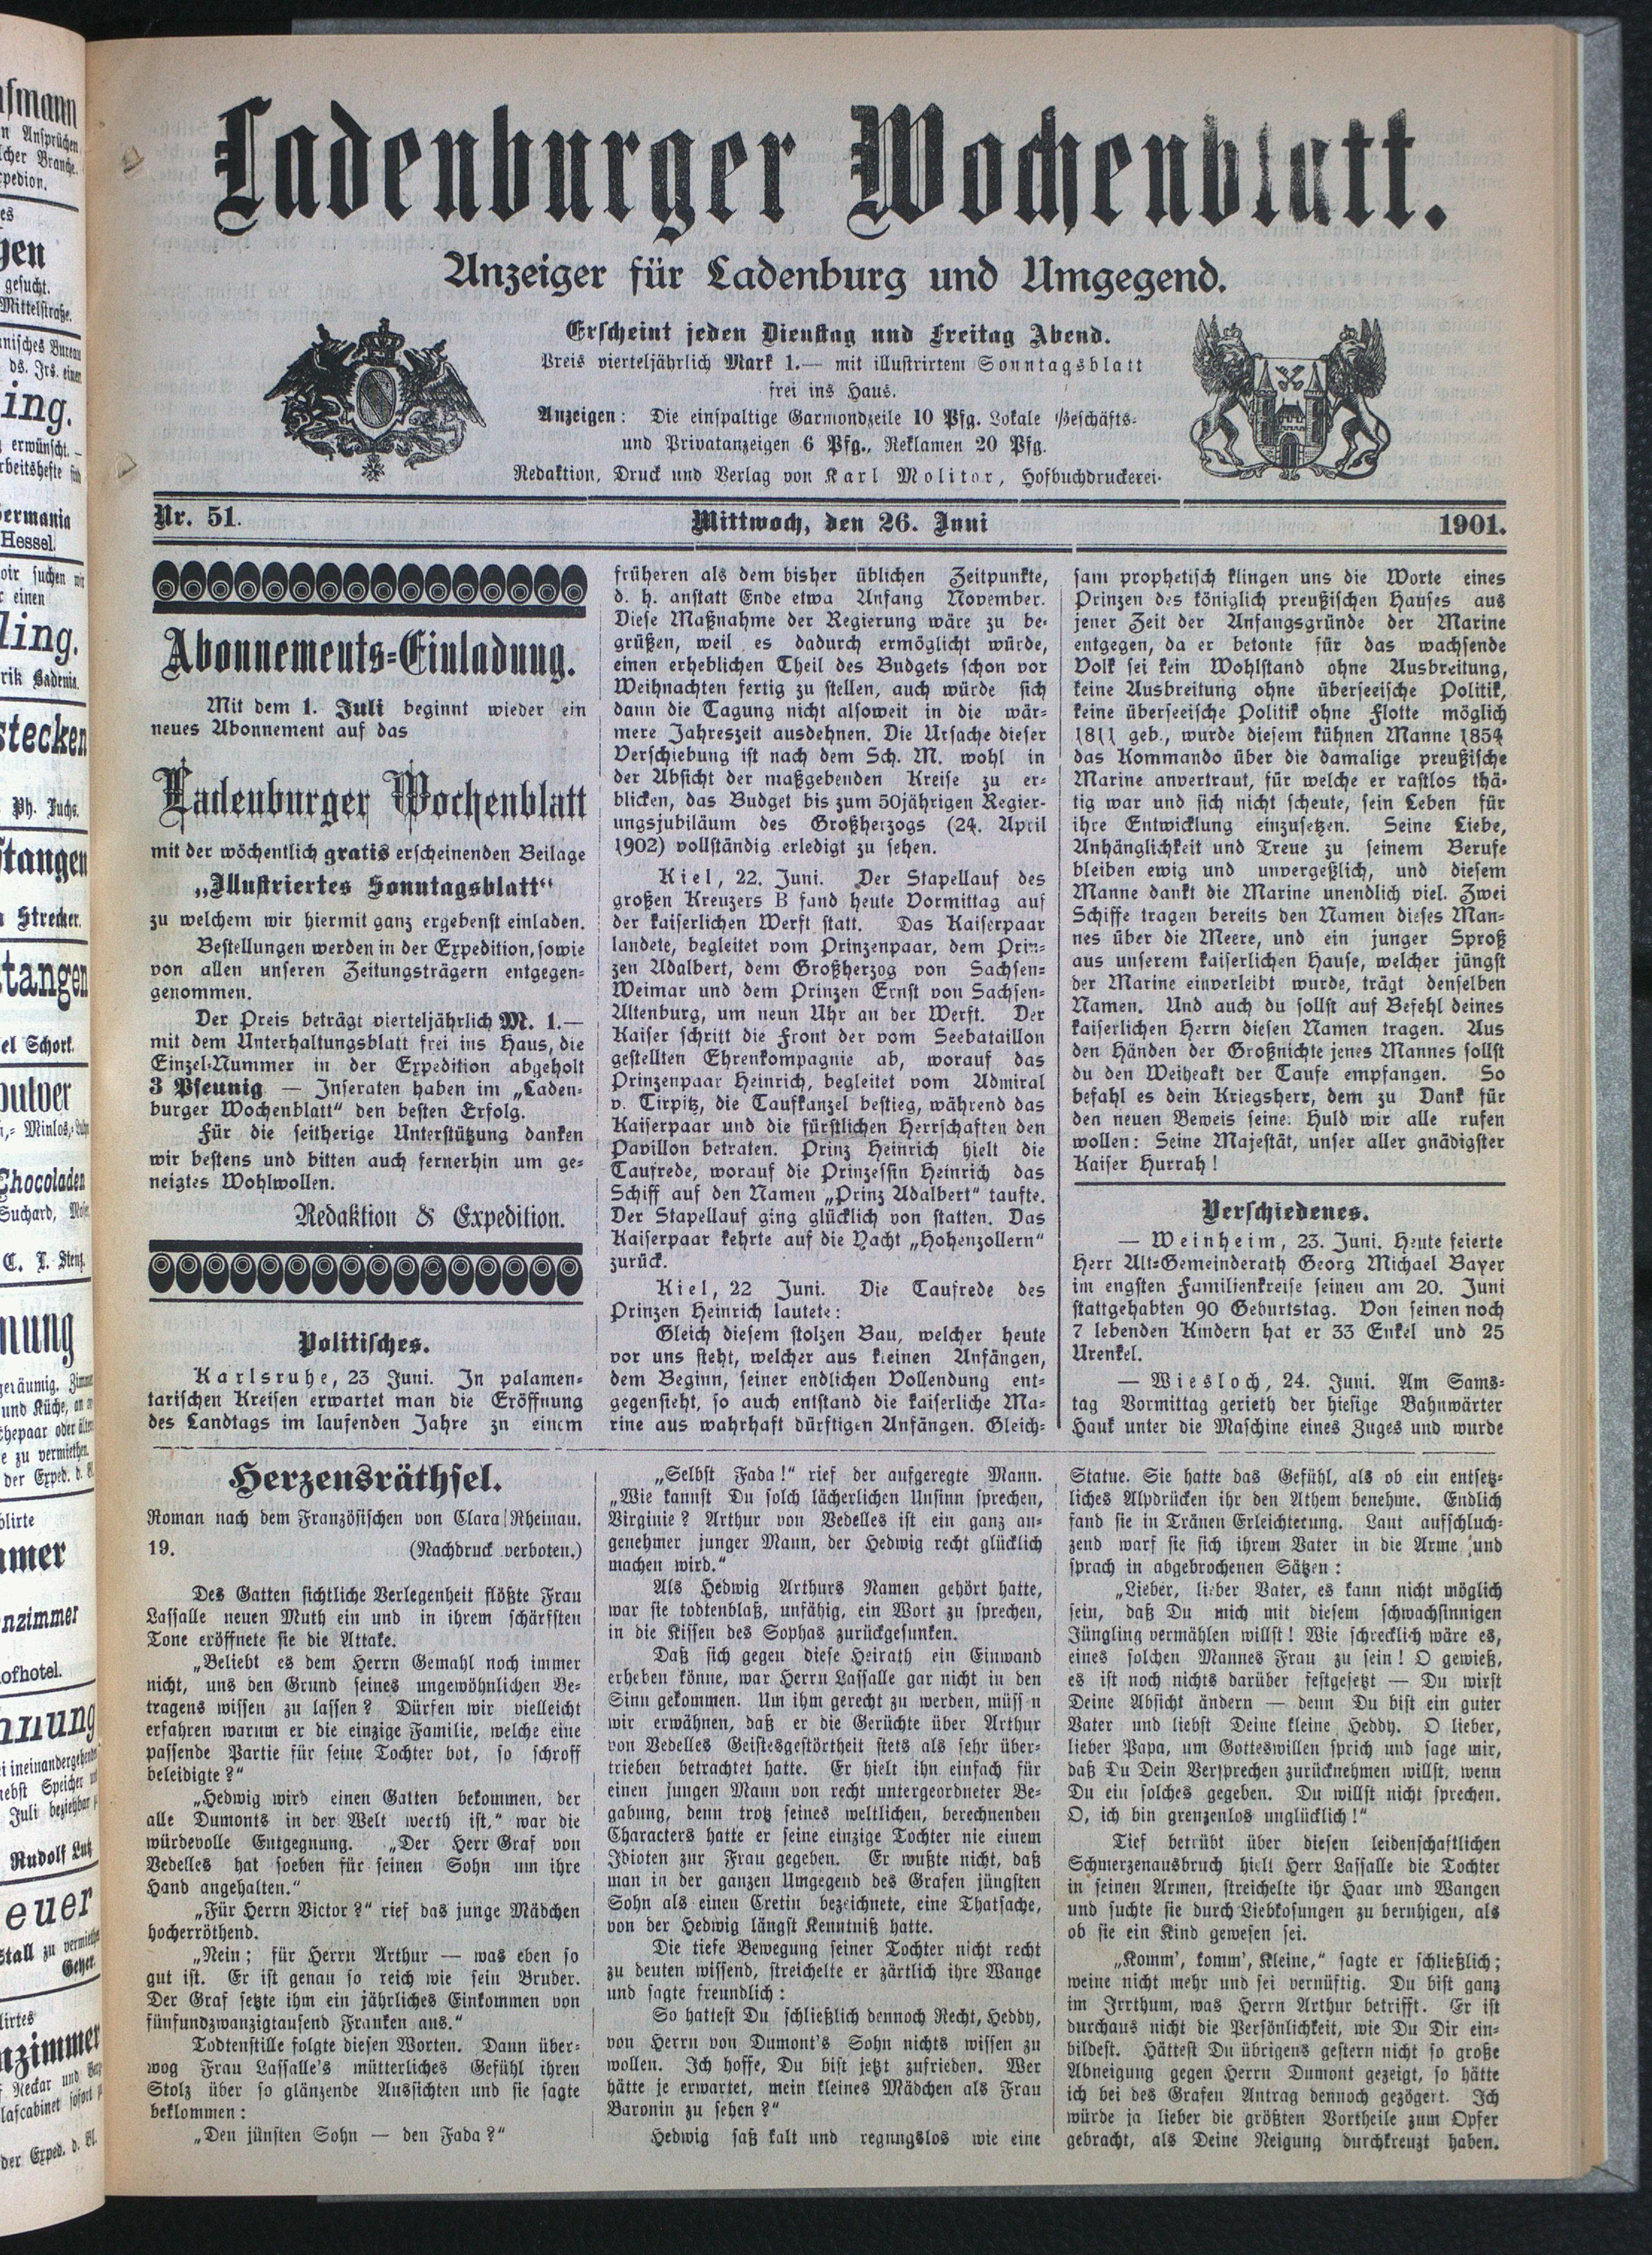 Ladenburger Wochenblatt.
Anzeiger für Ladenburg und Umgegend.
Erscheint jeden Dienstag und Freitag Abend.
Preis vierteljährlich Mark 1.— mit illustrirtem Sonntagsblatt
frei ins Haus.
Anzeigen: Die einspaltige Garmondzeile 10 Pfg. Lokale Geschäfts-
und Privatanzeigen 6 Pfg., Reklamen 20 Pfg.
Redaktion, Druck und Verlag von Karl Molitor, Hofbuchdruckerei.
Nr. 51.
Mittwoch, den 26. Juni
1901.
Abonnements-Einladung.
Mit dem 1. Juli beginnt wieder ein
neues Abonnement auf das
Ladenburger Wochenblatt
mit der wöchentlich gratis erscheinenden Beilage
„Illustriertes Sonntagsblatt“
zu welchem wir hiermit ganz ergebenst einladen.
Bestellungen werden in der Expedition, sowie
von allen unseren Zeitungsträgern entgegen-
genommen.
Der Preis beträgt vierteljährlich M. 1.—
mit dem Unterhaltungsblatt frei ins Haus, die
Einzel-Nummer in der Expedition abgeholt
3 Pfennig — Inseraten haben im „Laden-
burger Wochenblatt“ den besten Erfolg.
Für die seitherige Unterstützung danken
wir bestens und bitten auch fernerhin um ge-
neigtes Wohlwollen.
Redaktion & Expedition.
Politisches.
Karlsruhe, 23 Juni. In palamen-
tarischen Kreisen erwartet man die Eröffnung
des Landtags im laufenden Jahre zu einem
früheren als dem bisher üblichen Zeitpunkte,
d. h. anstatt Ende etwa Anfang November.
Diese Maßnahme der Regierung wäre zu be-
grüßen, weil es dadurch ermöglicht würde,
einen erheblichen Theil des Budgets schon vor
Weihnachten fertig zu stellen, auch würde sich
dann die Tagung nicht alsoweit in die wär-
mere Jahreszeit ausdehnen. Die Ursache dieser
Verschiebung ist nach dem Sch. M. wohl in
der Absicht der maßgebenden Kreise zu er-
blicken, das Budget bis zum 50jährigen Regier-
ungsjubiläum des Großherzogs (24. April
1902) vollständig erledigt zu sehen.
Kiel, 22. Juni. Der Stapellauf des
großen Kreuzers B fand heute Vormittag auf
der kaiserlichen Werft statt. Das Kaiserpaar
landete, begleitet vom Prinzenpaar, dem Prin-
zen Adalbert, dem Großherzog von Sachsen-
Weimar und dem Prinzen Ernst von Sachsen-
Altenburg, um neun Uhr an der Werft. Der
Kaiser schritt die Front der vom Seebataillon
gestellten Ehrenkompagnie ab, worauf das
Prinzenpaar Heinrich, begleitet vom Admiral
v. Tirpitz, die Taufkanzel bestieg, während das
Kaiserpaar und die fürstlichen Herrschaften den
Pavillon betraten. Prinz Heinrich hielt die
Taufrede, worauf die Prinzessin Heinrich das
Schiff auf den Namen „Prinz Adalbert“ taufte.
Der Stapellauf ging glücklich von statten. Das
Kaiserpaar kehrte auf die Yacht „Hohenzollern“
zurück.
Kiel, 22 Juni. Die Taufrede des
Prinzen Heinrich lautete:
Gleich diesem stolzen Bau, welcher heute
vor uns steht, welcher aus kleinen Anfängen,
dem Beginn, seiner endlichen Vollendung ent-
gegensieht, so auch entstand die kaiserliche Ma-
rine aus wahrhaft dürftigen Anfängen. Gleich-
sam prophetisch klingen uns die Worte eines
Prinzen des königlich preußischen Hauses aus
jener Zeit der Anfangsgründe der Marine
entgegen, da er betonte für das wachsende
Volk sei kein Wohlstand ohne Ausbreitung,
keine Ausbreitung ohne überseeische Politik,
keine überseeische Politik ohne Flotte möglich
1811 geb., wurde diesem kühnen Manne 1854
das Kommando über die damalige preußische
Marine anvertraut, für welche er rastlos thä-
tig war und sich nicht scheute, sein Leben für
ihre Entwicklung einzusetzen. Seine Liebe,
Anhänglichkeit und Treue zu seinem Berufe
bleiben ewig und unvergeßlich, und diesem
Manne dankt die Marine unendlich viel. Zwei
Schiffe tragen bereits den Namen dieses Man-
nes über die Meere, und ein junger Sproß
aus unserem kaiserlichen Hause, welcher jüngst
der Marine einverleibt wurde, trägt denselben
Namen. Und auch du sollst auf Befehl deines
kaiserlichen Herrn diesen Namen tragen. Aus
den Händen der Großnichte jenes Mannes sollst
du den Weiheakt der Taufe empfangen. So
befahl es dein Kriegsherr, dem zu Dank für
den neuen Beweis seine. Huld wir alle rufen
wollen: Seine Majestät, unser aller gnädigster
Kaiser Hurrah!
Verschiedenes.
— Weinheim, 23. Juni. Heute feierte
Herr Alt-Gemeinderath Georg Michael Bayer
im engsten Familienkreise seinen am 20. Juni
stattgehabten 90 Geburtstag. Von seinen noch
7 lebenden Kindern hat er 33 Enkel und 25
Urenkel.
— Wiesloch, 24. Juni. Am Sams-
tag Vormittag gerieth der hiesige Bahnwärter
Hauk unter die Maschine eines Zuges und wurde
Herzensräthsel.
Roman nach dem Französischen von Clara Rheinau.
19. (Nachdruck verboten.)
Des Gatten sichtliche Verlegenheit flößte Frau
Lassalle neuen Muth ein und in ihrem schärfsten
Tone eröffnete sie die Attake.
„Beliebt es dem Herrn Gemahl noch immer
nicht, uns den Grund seines ungewöhnlichen Be-
tragens wissen zu lassen? Dürfen wir vielleicht
erfahren warum er die einzige Familie, welche eine
passende Partie für seine Tochter bot, so schroff
beleidigte?“
„Hedwig wird einen Gatten bekommen, der
alle Dumonts in der Welt werth ist,“ war die
würdevolle Entgegnung. „Der Herr Graf von
Vedelles hat soeben für seinen Sohn um ihre
Hand angehalten.“
„Für Herrn Victor?“ rief das junge Mädchen
hocherröthend.
„Nein; für Herrn Arthur — was eben so
gut ist. Er ist genau so reich wie sein Bruder.
Der Graf setzte ihm ein jährliches Einkommen von
fünfundzwanzigtausend Franken aus.“
Todtenstille folgte diesen Worten. Dann über-
wog Frau Lassalle's mütterliches Gefühl ihren
Stolz über so glänzende Aussichten und sie sagte
beklommen:
„Den jünsten Sohn — den Fada?“
„Selbst Fada!“ rief der aufgeregte Mann.
„Wie kannst Du solch lächerlichen Unsinn sprechen,
Virginie? Arthur von Vedelles ist ein ganz an-
genehmer junger Mann, der Hedwig recht glücklich
machen wird.“
Als Hedwig Arthurs Namen gehört hatte,
war sie todtenblaß, unfähig, ein Wort zu sprechen,
in die Kissen des Sophas zurückgesunken.
Daß sich gegen diese Heirath ein Einwand
erheben könne, war Herrn Lassalle gar nicht in den
Sinn gekommen. Um ihm gerecht zu werden, müss n
wir erwähnen, daß er die Gerüchte über Arthur
von Vedelles Geistesgestörtheit stets als sehr über-
trieben betrachtet hatte. Er hielt ihn einfach für
einen jungen Mann von recht untergeordneter Be-
gabung, denn trotz seines weltlichen, berechnenden
Characters hatte er seine einzige Tochter nie einem
Idioten zur Frau gegeben. Er wußte nicht, daß
man in der ganzen Umgegend des Grafen jüngsten
Sohn als einen Cretin bezeichnete, eine Thatsache,
von der Hedwig längst Kenntniß hatte.
Die tiefe Bewegung seiner Tochter nicht recht
zu deuten wissend, streichelte er zärtlich ihre Wange
und sagte freundlich:
So hattest Du schließlich dennoch Recht, Heddy,
von Herrn von Dumont's Sohn nichts wissen zu
wollen. Ich hoffe, Du bist jetzt zufrieden. Wer
hätte je erwartet, mein kleines Mädchen als Frau
Baronin zu sehen?“
Hedwig saß kalt und regungslos wie eine
Statue. Sie hatte das Gefühl, als ob ein entsetz-
liches Alpdrücken ihr den Athem benehme. Endlich
fand sie in Tränen Erleichterung. Laut aufschluch-
zend warf sie sich ihrem Vater in die Arme und
sprach in abgebrochenen Sätzen:
„Lieber, lieber Vater, es kann nicht möglich
sein, daß Du mich mit diesem schwachsinnigen
Jüngling vermählen willst! Wie schrecklich wäre es,
eines solchen Mannes Frau zu sein! O gewieß,
es ist noch nichts darüber festgesetzt — Du wirst
Deine Absicht ändern — denn Du bist ein guter
Vater und liebst Deine kleine Heddy. O lieber,
lieber Papa, um Gotteswillen sprich und sage mir,
daß Du Dein Versprechen zurücknehmen willst, wenn
Du ein solches gegeben. Du willst nicht sprechen.
O, ich bin grenzenlos unglücklich!“
Tief betrübt über diesen leidenschaftlichen
Schmerzenausbruch hielt Herr Lassalle die Tochter
in seinen Armen, streichelte ihr Haar und Wangen
und suchte sie durch Liebkosungen zu beruhigen, als
ob sie ein Kind gewesen sei.
„Komm', komm', Kleine,“ sagte er schließlich;
weine nicht mehr und sei vernüftig. Du bist ganz
im Irrthum, was Herrn Arthur betrifft. Er ist
durchaus nicht die Persönlichkeit, wie Du Dir ein-
bildest. Hättest Du übrigens gestern nicht so große
Abneigung gegen Herrn Dumont gezeigt, so hätte
ich bei des Grafen Antrag dennoch gezögert. Ich
würde ja lieber die größten Vortheile zum Opfer
gebracht, als Deine Neigung durchkreuzt haben.